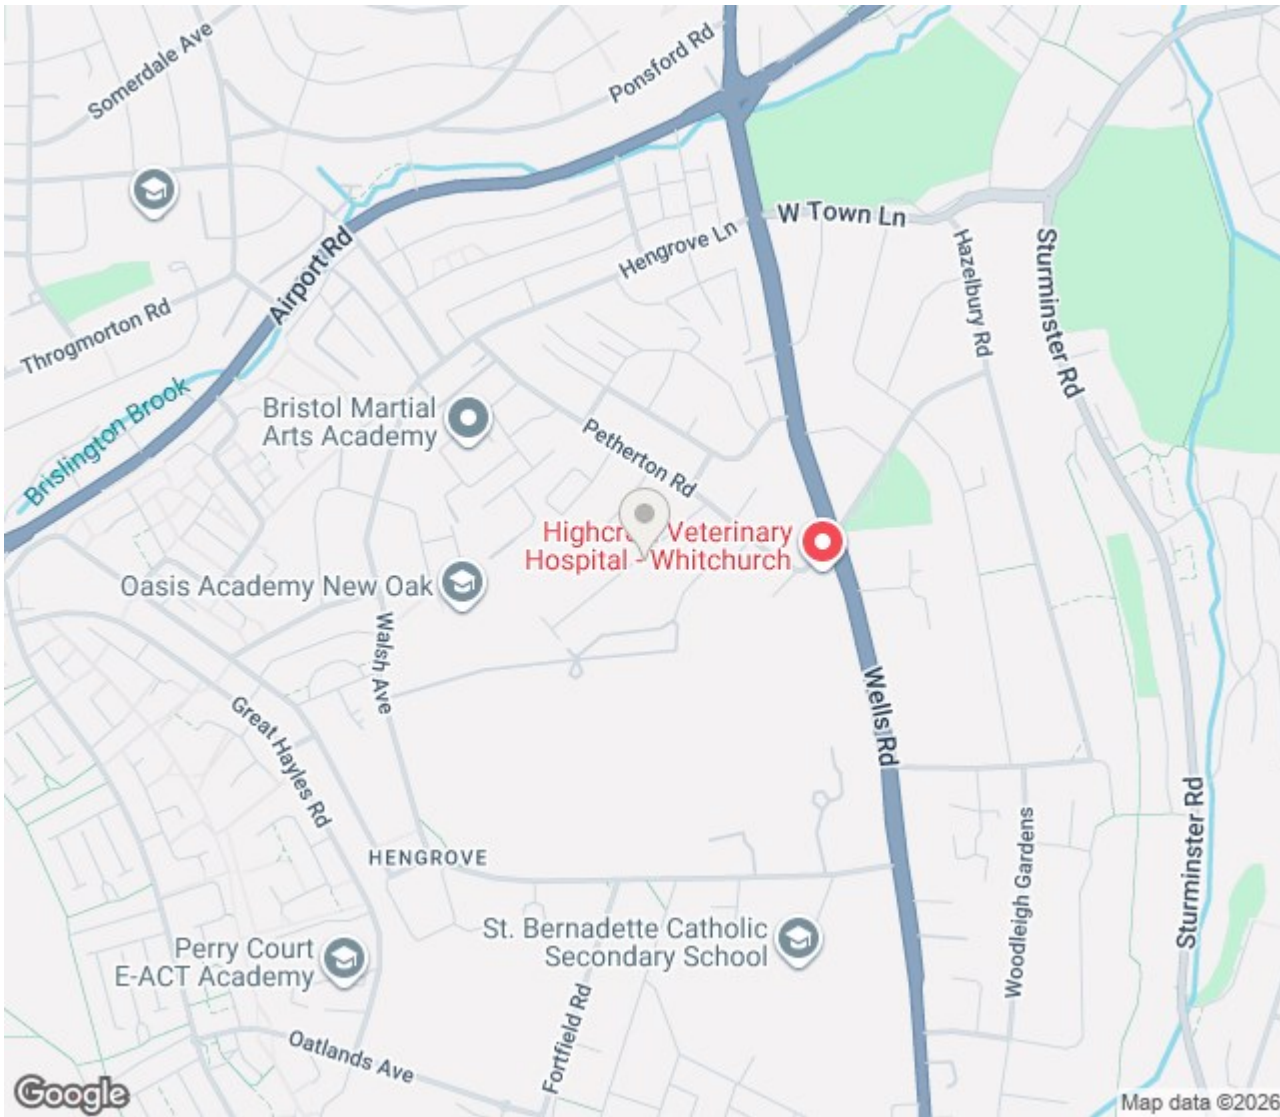 Somerdale Ave
Ponsford Rd
W Town Ln
Hengrove Ln
Airport Rd
Hazelbury Rd
Sturminster Rd
Throgmorton Rd
Brislington Brook
Bristol Martial
Arts Academy
Petherton Rd
Veterinary
Hospital - Whitchurch
Oasis Academy New Oak
Walsh Ave
Great Hayles Rd
Wells Rd
HENGROVE
Woodleigh Gardens
Sturminster Rd
St. Bernadette Catholic
Secondary School
Perry Court
E-ACT Academy
Oatlands Ave
Fortfield Rd
Google
Map data ©2026